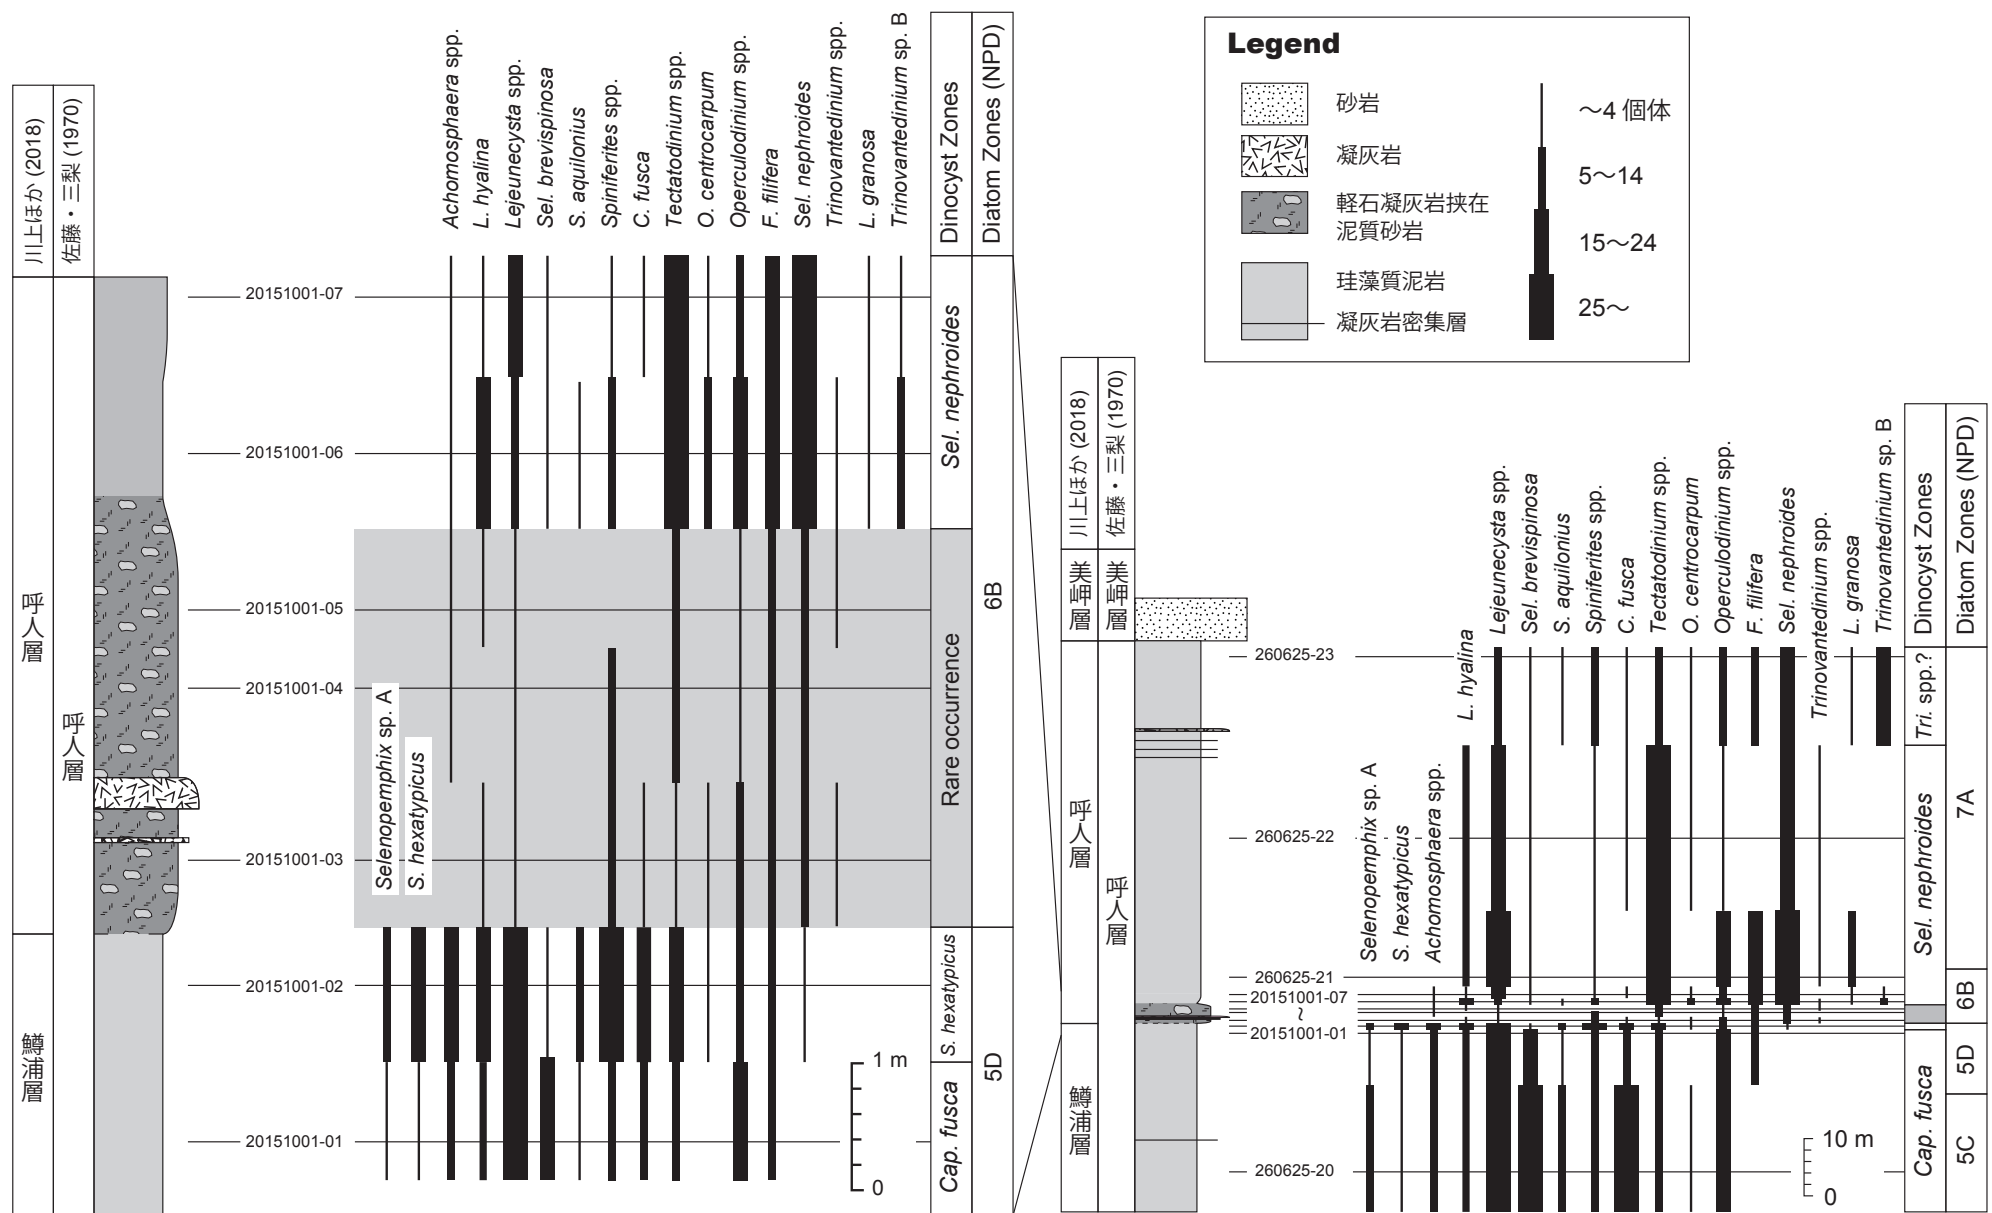 川上ほか (2018)
佐藤・三梨 (1970)
Achomosphaera spp.
L. hyalina
Lejeunecysta spp.
Sel. brevispinosa
S. aquilonius
Spiniferites spp.
C. fusca
Tectatodinium spp.
O. centrocarpum
Operculodinium spp.
F. filifera
Sel. nephroides
Trinovantedinium spp.
L. granosa
Trinovantedinium sp. B
Dinocyst Zones
Diatom Zones (NPD)
呼人層
鱒浦層
呼人層
20151001-07
20151001-06
20151001-05
20151001-04
20151001-03
20151001-02
20151001-01
Selenopemphix sp. A
S. hexatypicus
Sel. nephroides
Rare occurrence
S. hexatypicus
Cap. fusca
6B
5D
1 m
0
Legend
砂岩
凝灰岩
軽石凝灰岩挟在
泥質砂岩
珪藻質泥岩
凝灰岩密集層
～4 個体
5～14
15～24
25～
川上ほか (2018)
佐藤・三梨 (1970)
美岬層
美岬層
呼人層
鱒浦層
呼人層
260625-23
260625-22
260625-21
20151001-07
～
20151001-01
260625-20
Selenopemphix sp. A
S. hexatypicus
Achomosphaera spp.
L. hyalina
Lejeunecysta spp.
Sel. brevispinosa
S. aquilonius
Spiniferites spp.
C. fusca
Tectatodinium spp.
O. centrocarpum
Operculodinium spp.
F. filifera
Sel. nephroides
Trinovantedinium spp.
L. granosa
Trinovantedinium sp. B
Dinocyst Zones
Diatom Zones (NPD)
Tri. spp.?
Sel. nephroides
Cap. fusca
7A
6B
5D
5C
10 m
0